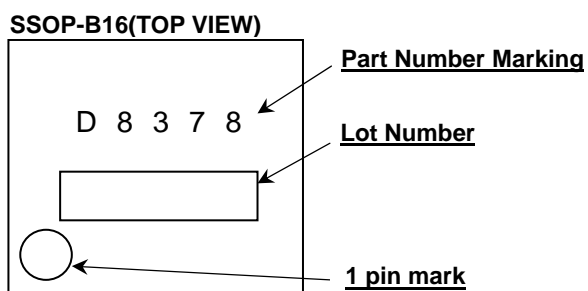 SSOP-B16(TOP VIEW)
Part Number Marking
D 8 3 7 8
Lot Number
1 pin mark